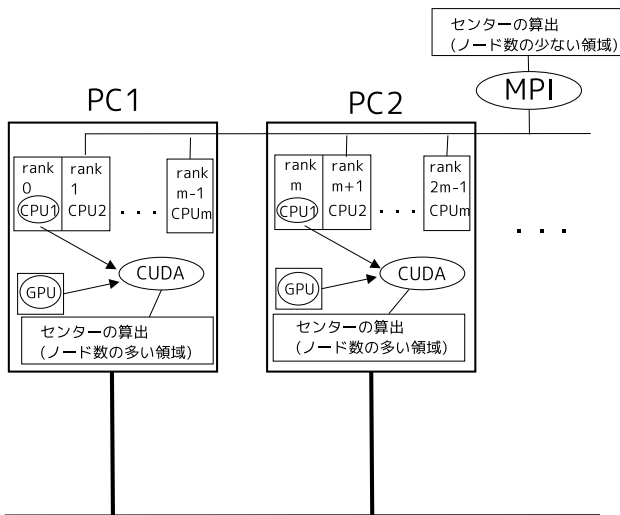 センターの算出
(ノード数の少ない領域)
MPI
PC1
PC2
rank
0
CPU1
rank
1
CPU2
. . .
rank
m-1
CPUm
rank
m
CPU1
rank
m+1
CPU2
. . .
rank
2m-1
CPUm
. . .
GPU
CUDA
センターの算出
(ノード数の多い領域)
GPU
CUDA
センターの算出
(ノード数の多い領域)